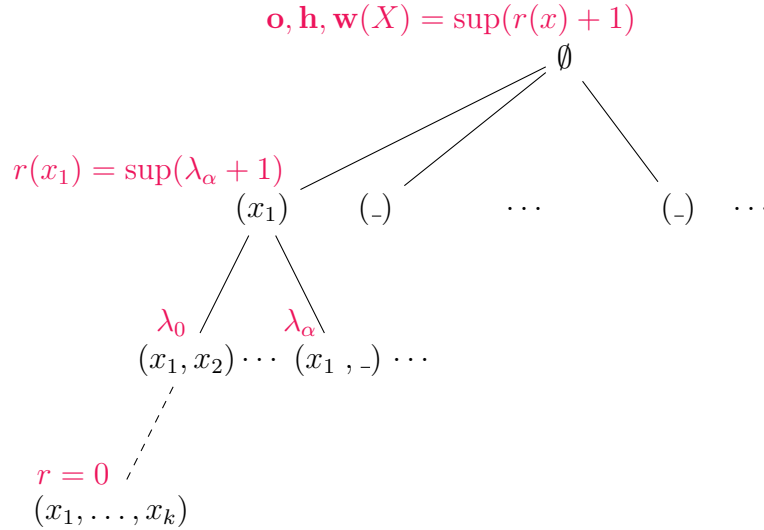 o, h, w(X) = sup(r(x) + 1)
∅
r(x₁) = sup(λ_α + 1)
(x₁) (_) ⋯ (_) ⋯
λ₀ λ_α
(x₁, x₂) ⋯ (x₁ , _) ⋯
r = 0
(x₁, . . . , x_k)